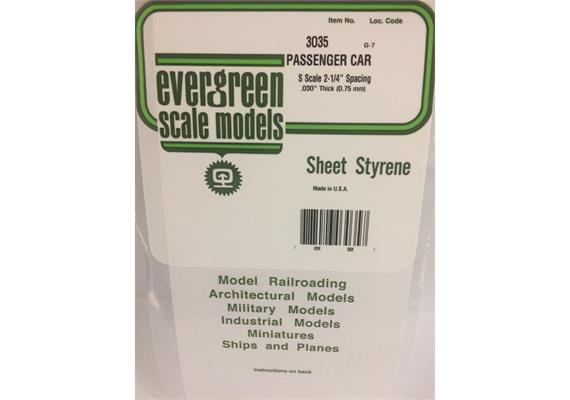 Item No. Loc. Code
3035 G-7
PASSENGER CAR
S Scale 2-1/4" Spacing
.030" Thick (0.75 mm)
evergreen
scale models
Sheet Styrene
Made in U.S.A.
Model Railroading
Architectural Models
Military Models
Industrial Models
Miniatures
Ships and Planes
Instructions on back